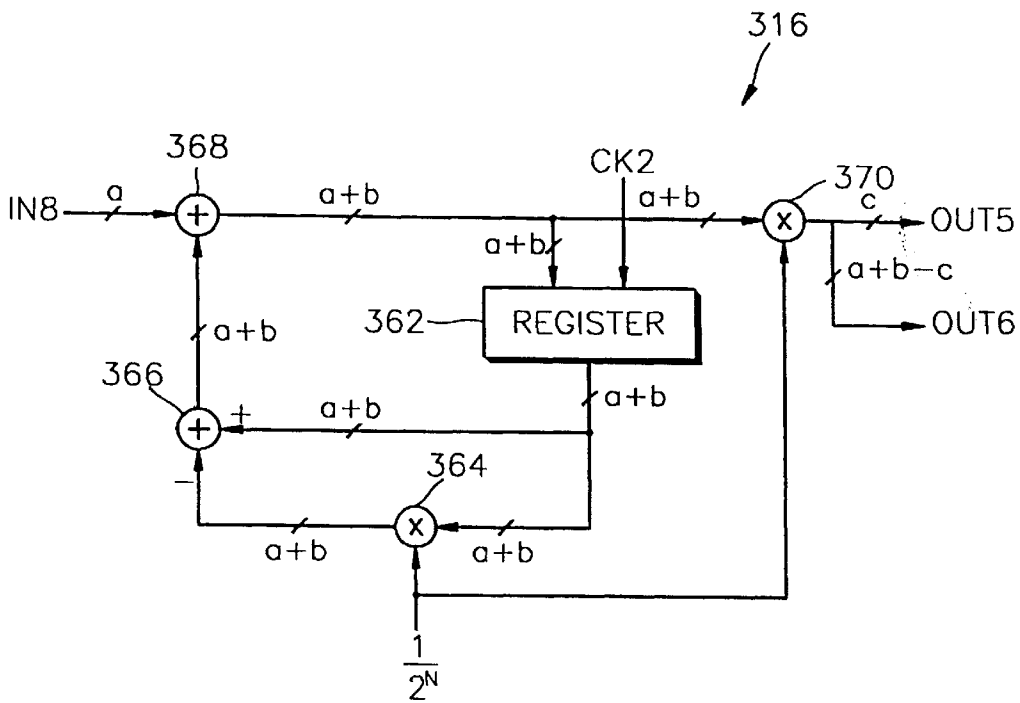 316
368
CK2
370
IN8
a
+
a+b
a+b
x
c
OUT5
a+b
a+b-c
362
REGISTER
OUT6
a+b
366
a+b
+
+
a+b
-
364
a+b
x
a+b
1
2^N